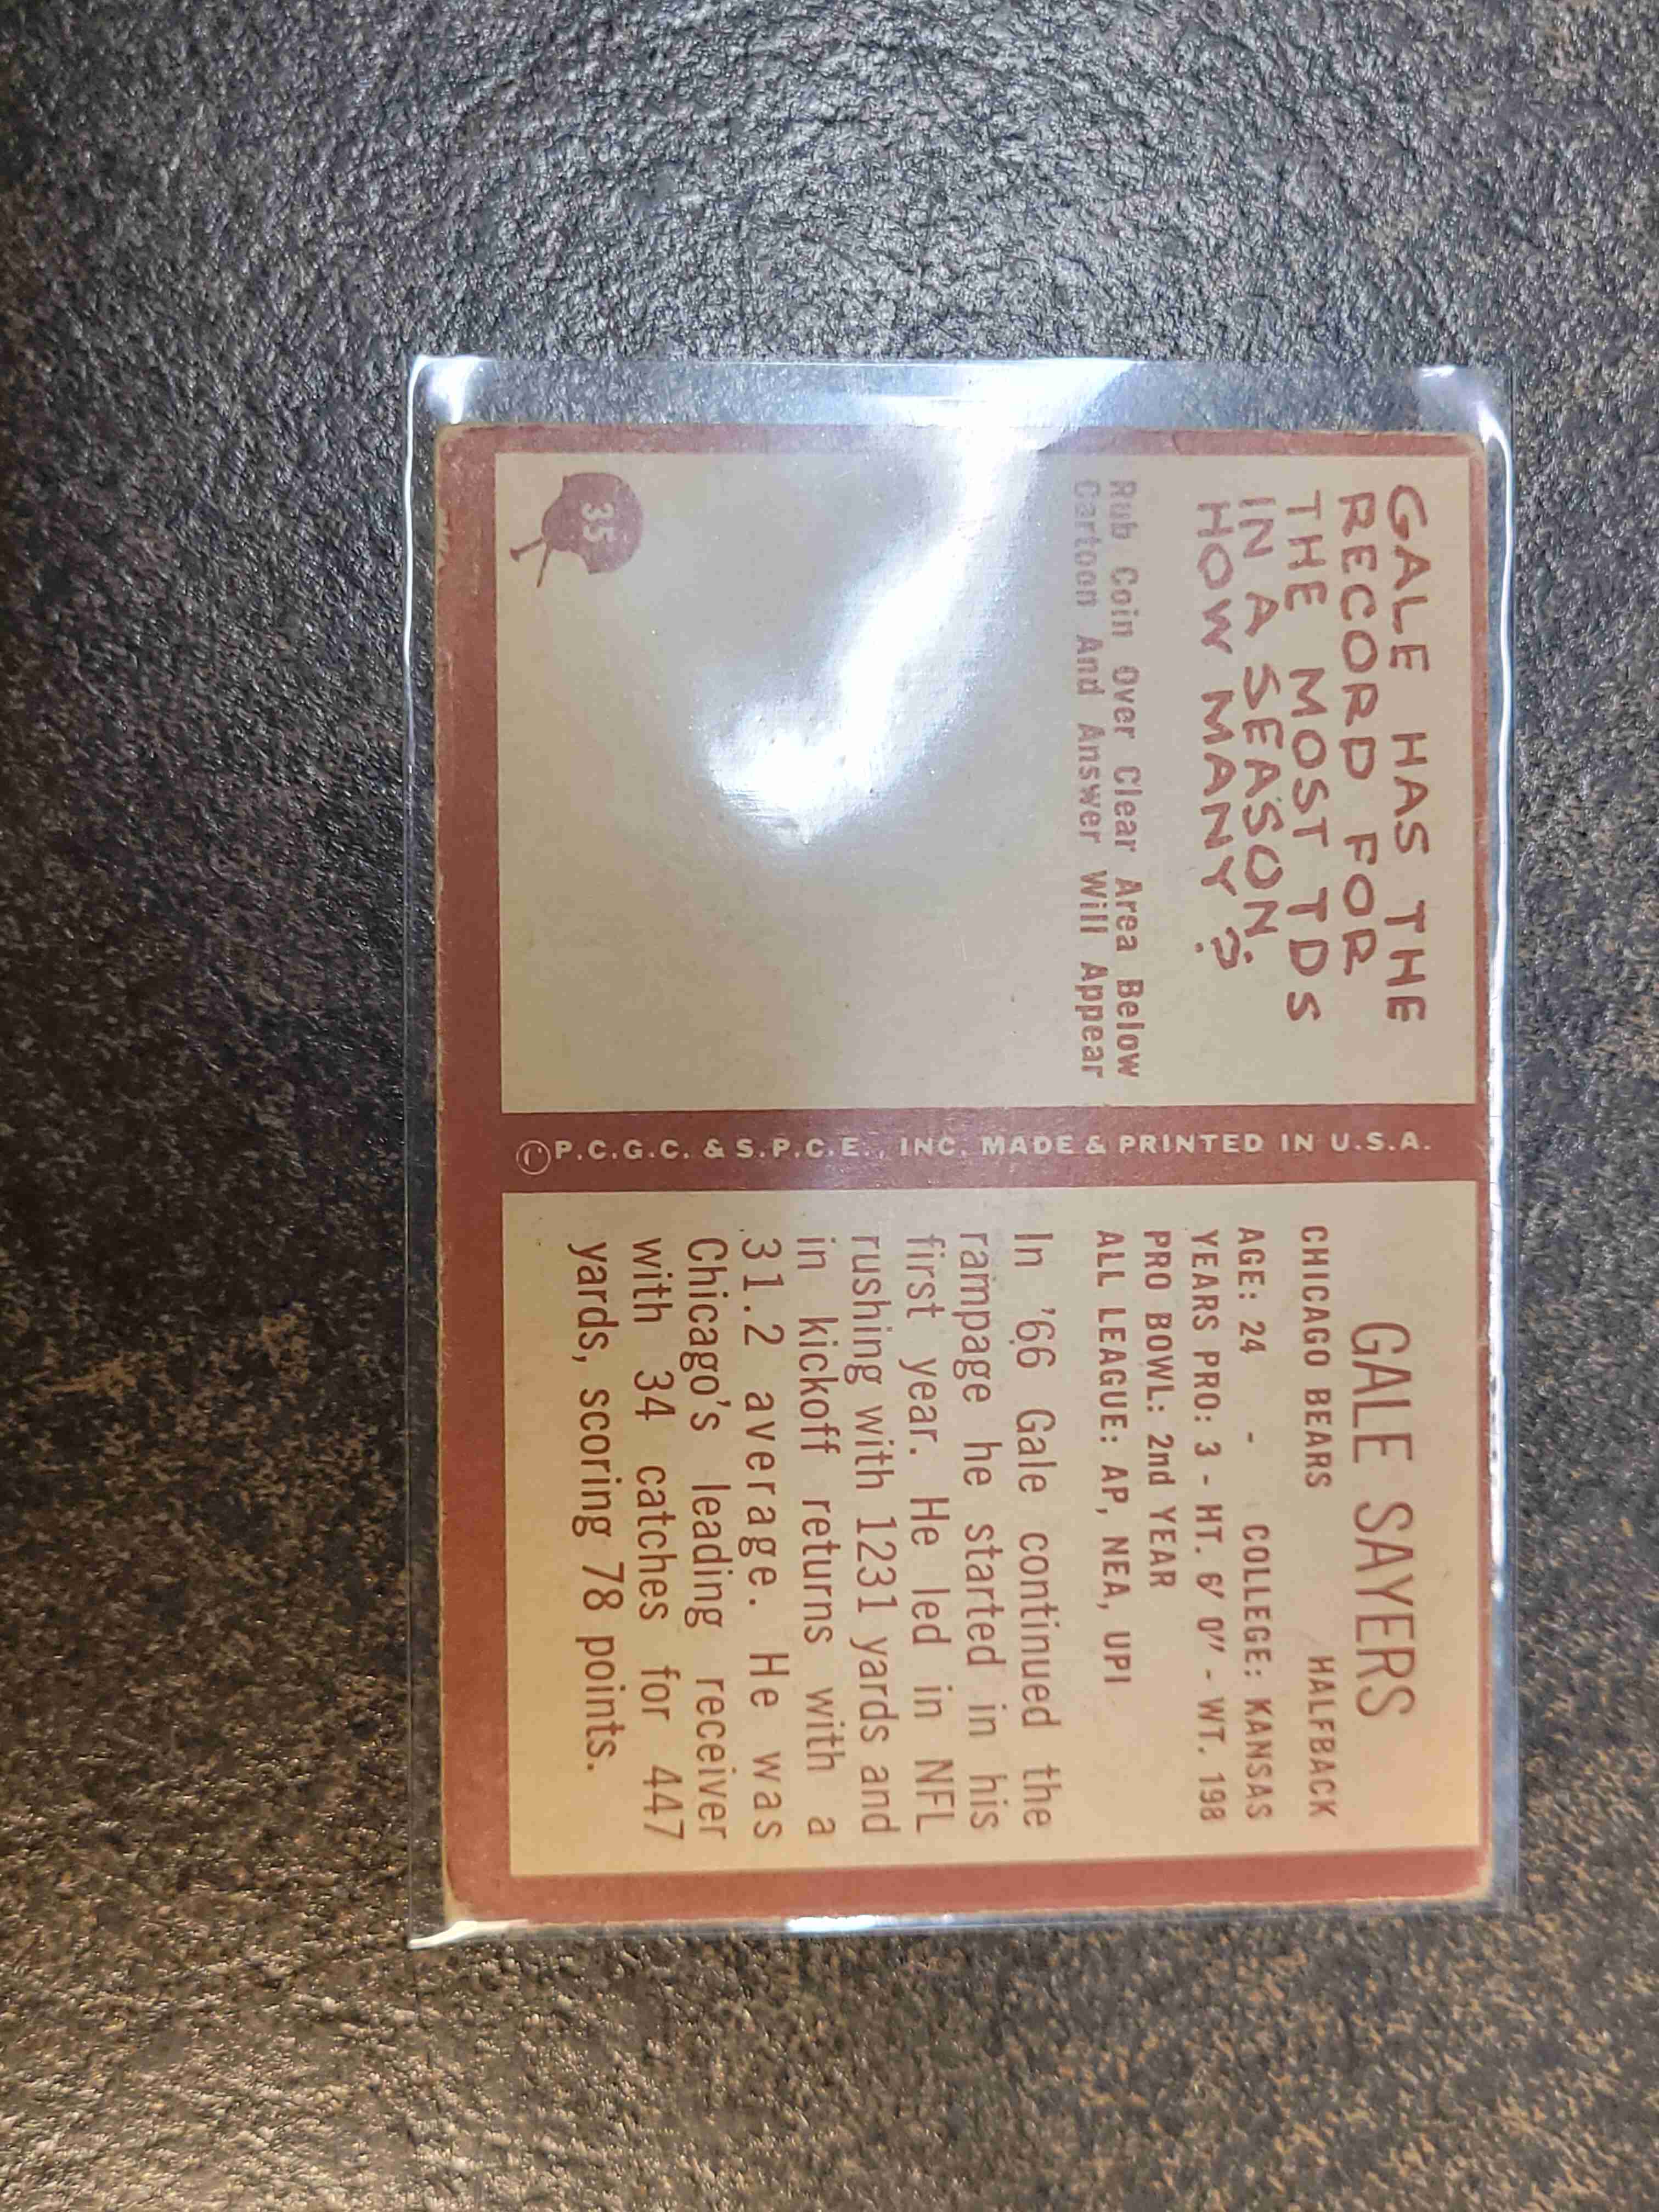 GALE HAS THE
RECORD FOR
THE MOST TDS
IN A SEASON.
HOW MANY?
Rub Coin Over Clear Area Below
Cartoon And Answer Will Appear
35
©P.C.G.C. & S.P.C.E., INC. MADE & PRINTED IN U.S.A.
GALE SAYERS
CHICAGO BEARS HALFBACK
AGE: 24 - COLLEGE: KANSAS
YEARS PRO: 3 - HT. 6' 0" - WT. 198
PRO BOWL: 2nd YEAR
ALL LEAGUE: AP, NEA, UPI
In '66 Gale continued the
rampage he started in his
first year. He led in NFL
rushing with 1231 yards and
in kickoff returns with a
31.2 average. He was
Chicago's leading receiver
with 34 catches for 447
yards, scoring 78 points.